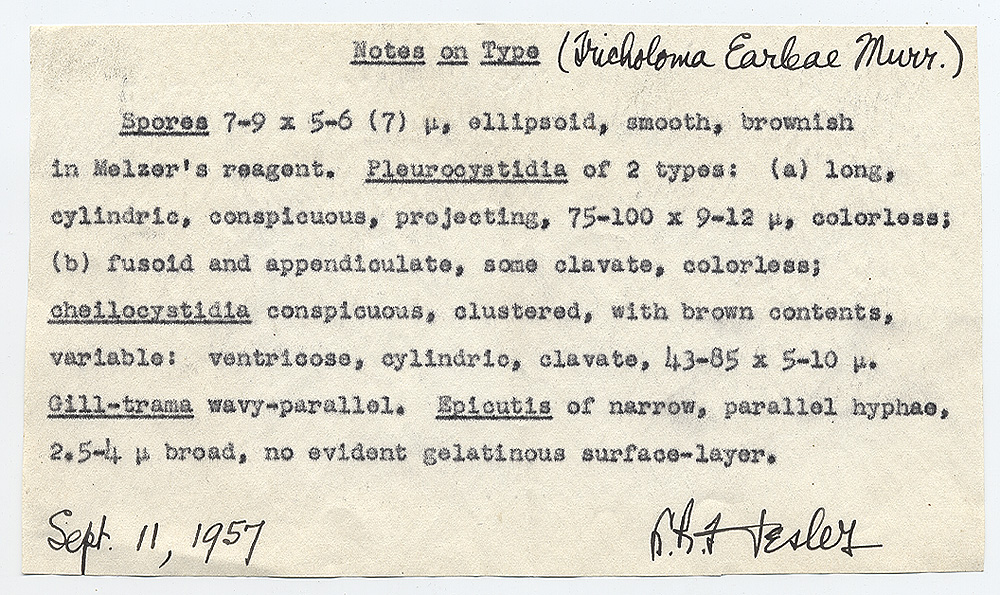 Notes on Type (Tricholoma Earleae Murr.)
Spores 7-9 x 5-6 (7) µ, ellipsoid, smooth, brownish
in Melzer's reagent. Pleurocystidia of 2 types: (a) long,
cylindric, conspicuous, projecting, 75-100 x 9-12 µ, colorless;
(b) fusoid and appendiculate, some clavate, colorless;
cheilocystidia conspicuous, clustered, with brown contents,
variable: ventricose, cylindric, clavate, 43-85 x 5-10 µ.
Gill-trama wavy-parallel. Epicutis of narrow, parallel hyphae,
2.5-4 µ broad, no evident gelatinous surface-layer.
Sept. 11, 1957 Hesler